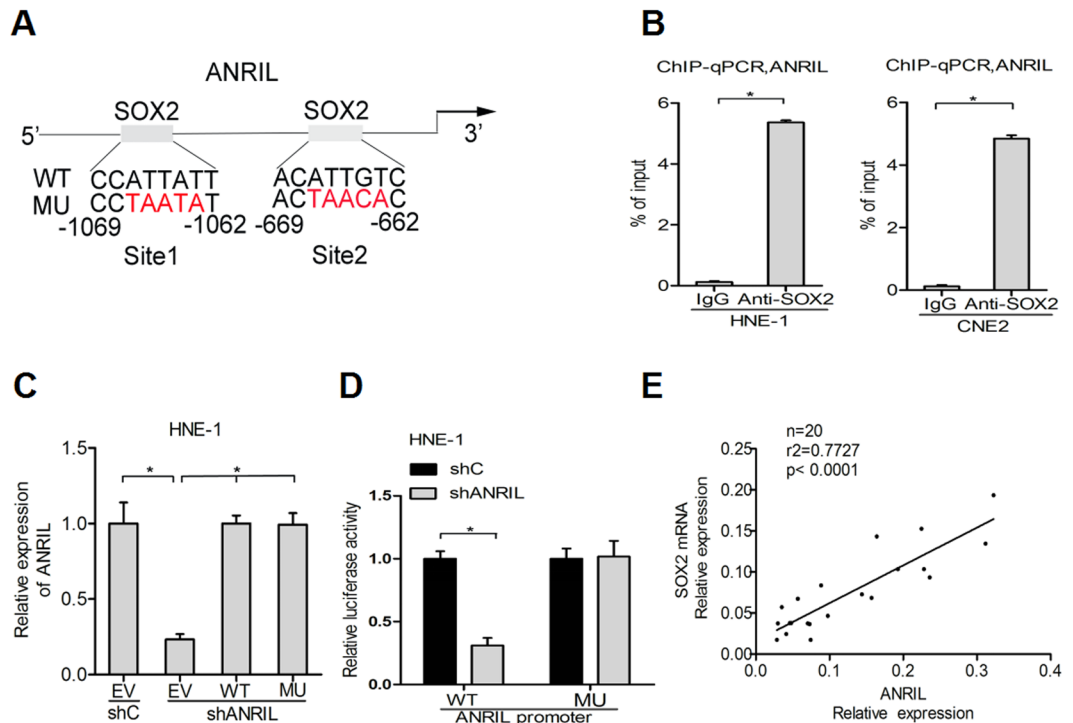 A
ANRIL
SOX2 SOX2
5' 3'
WT CCATTATT ACATTGTC
MU CCTAATAT ACTAACAC
-1069 -1062 -669 -662
Site1 Site2
B
ChIP-qPCR,ANRIL
% of input
6
4
2
0
*
IgG Anti-SOX2
HNE-1
ChIP-qPCR,ANRIL
% of input
6
4
2
0
*
IgG Anti-SOX2
CNE2
C
HNE-1
Relative expression
of ANRIL
1.5
1.0
0.5
0.0
* *
EV EV WT MU
shC shANRIL
D
HNE-1
shC
shANRIL
Relative luciferase activity
1.5
1.0
0.5
0.0
*
WT MU
ANRIL promoter
E
n=20
r2=0.7727
p< 0.0001
SOX2 mRNA
Relative expression
0.25
0.20
0.15
0.10
0.05
0.00
0.0 0.1 0.2 0.3 0.4
ANRIL
Relative expression